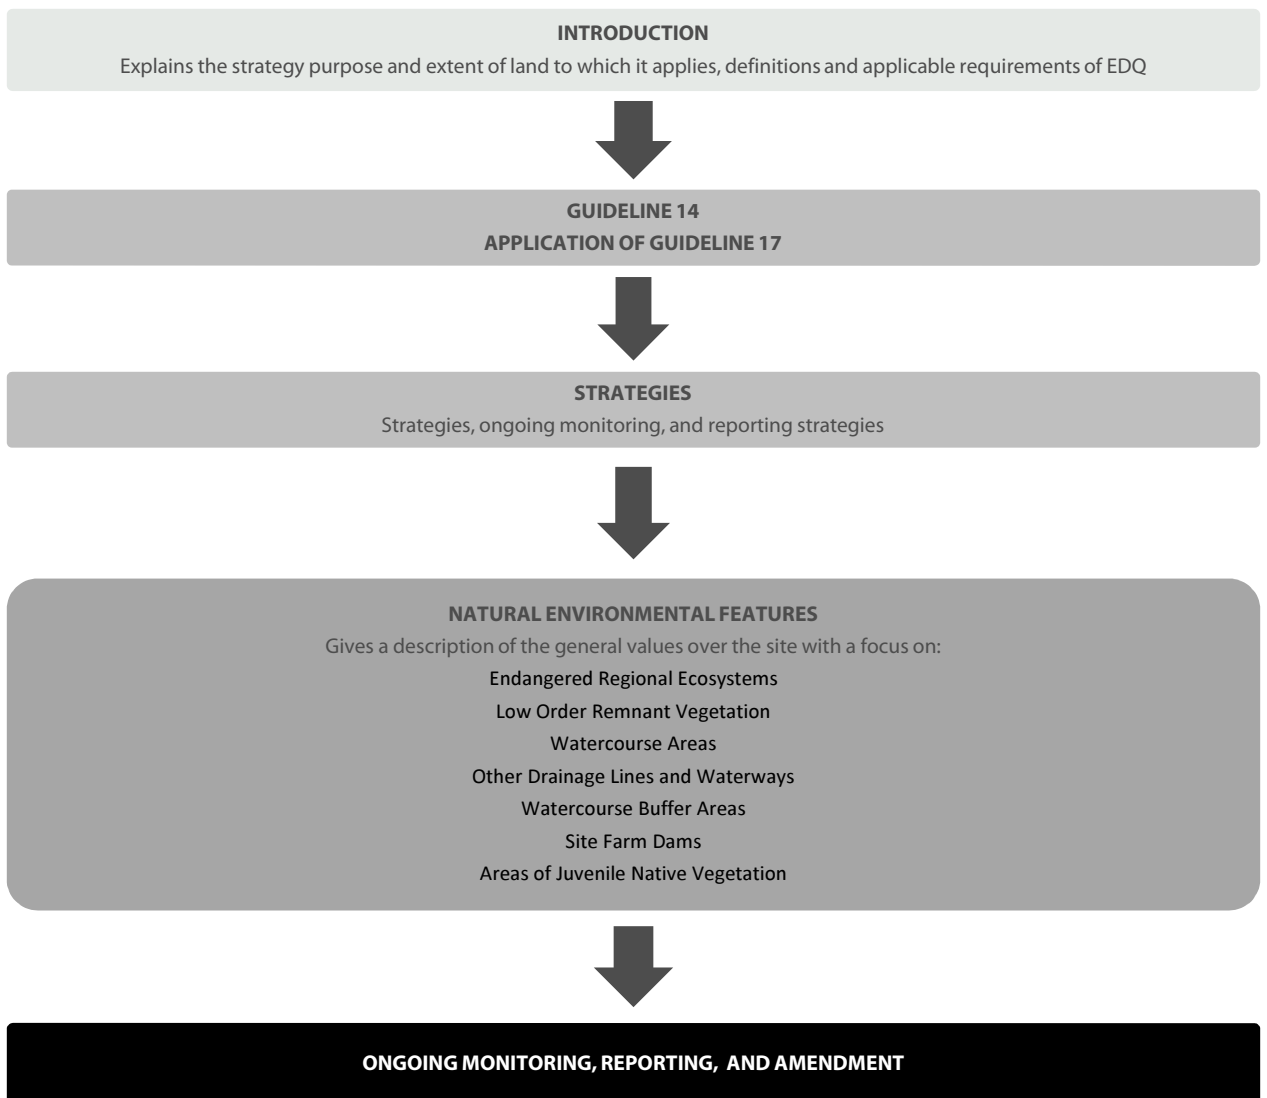 INTRODUCTION
Explains the strategy purpose and extent of land to which it applies, definitions and applicable requirements of EDQ
GUIDELINE 14
APPLICATION OF GUIDELINE 17
STRATEGIES
Strategies, ongoing monitoring, and reporting strategies
NATURAL ENVIRONMENTAL FEATURES
Gives a description of the general values over the site with a focus on:
Endangered Regional Ecosystems
Low Order Remnant Vegetation
Watercourse Areas
Other Drainage Lines and Waterways
Watercourse Buffer Areas
Site Farm Dams
Areas of Juvenile Native Vegetation
ONGOING MONITORING, REPORTING, AND AMENDMENT